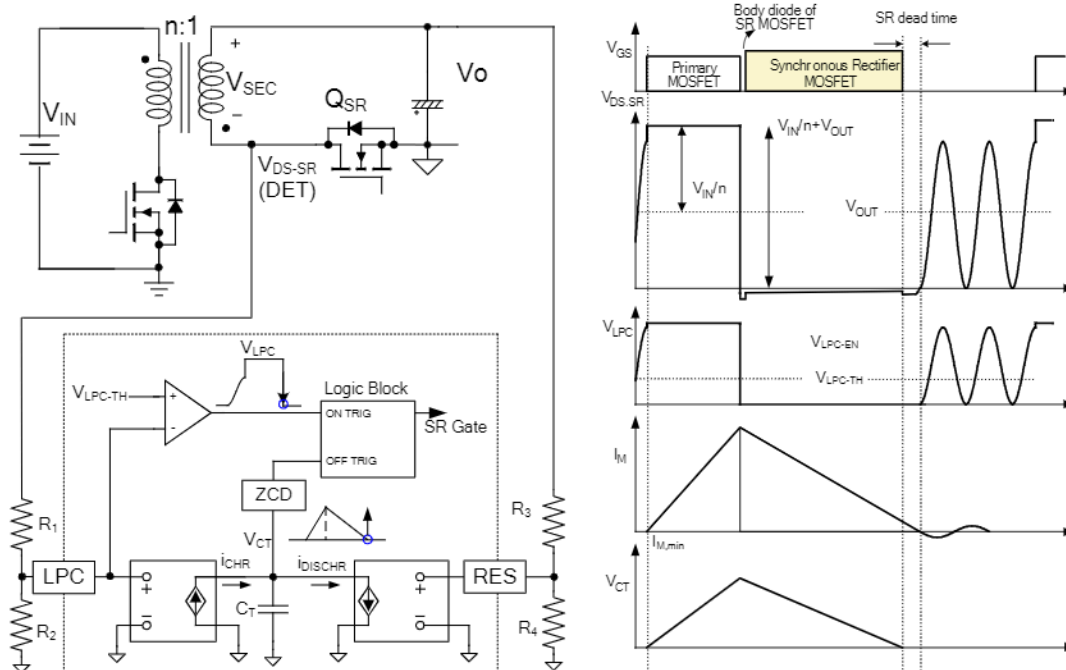 n:1
V_IN
+
V_SEC
−
Q_SR
Vo
+
V_DS-SR
(DET)
V_LPC
V_LPC-TH
+
-
Logic Block
ON TRIG
SR Gate
OFF TRIG
ZCD
V_CT
R_1
R_3
LPC
i_CHR
i_DISCHR
RES
+
−
C_T
+
−
R_2
R_4
Body diode of
SR MOSFET
SR dead time
V_GS
Primary
MOSFET
Synchronous Rectifier
MOSFET
V_DS.SR
V_IN/n+V_OUT
V_IN/n
V_OUT
V_LPC
V_LPC-EN
V_LPC-TH
I_M
I_M,min
V_CT